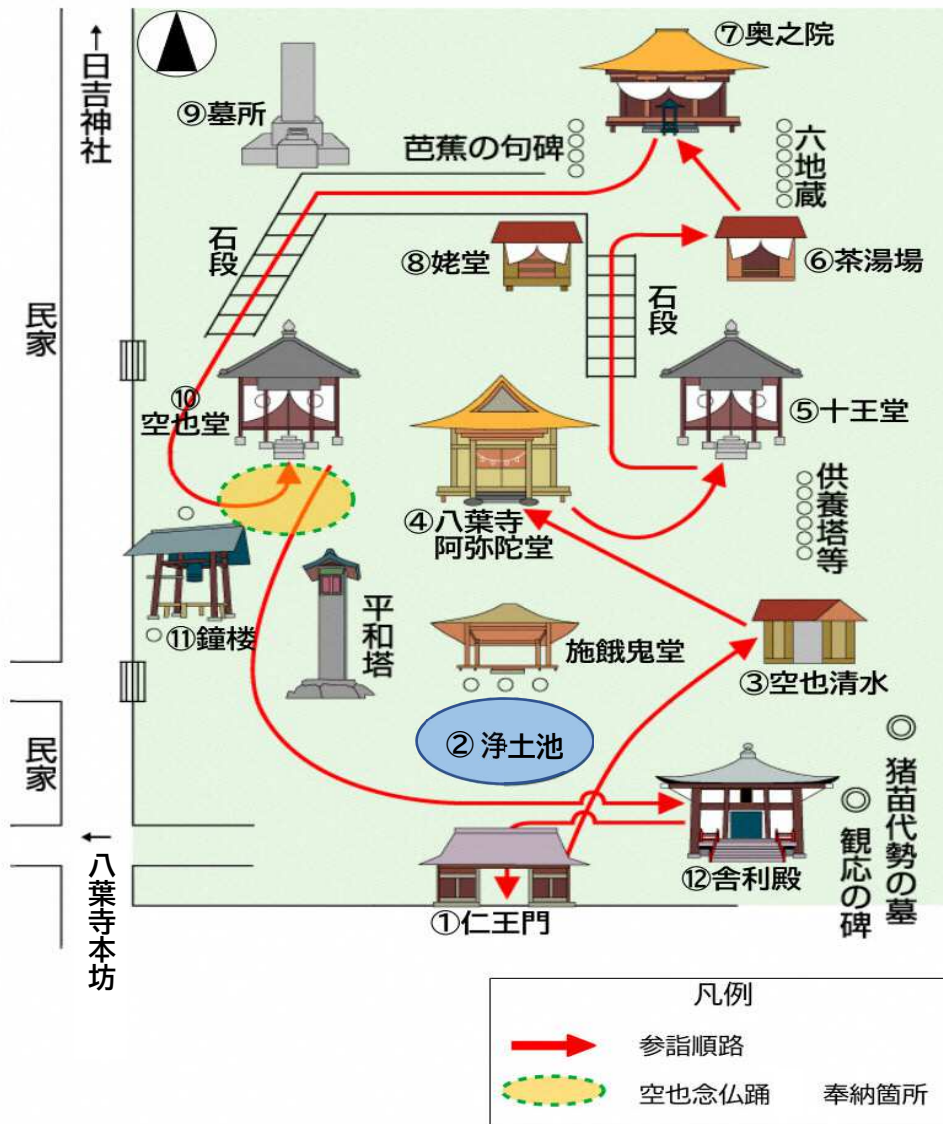 ⑦奥之院
↑日吉神社
⑨墓所
芭蕉の句碑
六地蔵
石段
⑧姥堂
⑥茶湯場
石段
民家
⑩
空也堂
⑤十王堂
④八葉寺
阿弥陀堂
供養塔等
⑪鐘楼
平和塔
施餓鬼堂
③空也清水
②浄土池
民家
猪苗代勢の墓
観応の碑
←八葉寺本坊
①仁王門
⑫舎利殿
凡例
参詣順路
空也念仏踊 奉納箇所